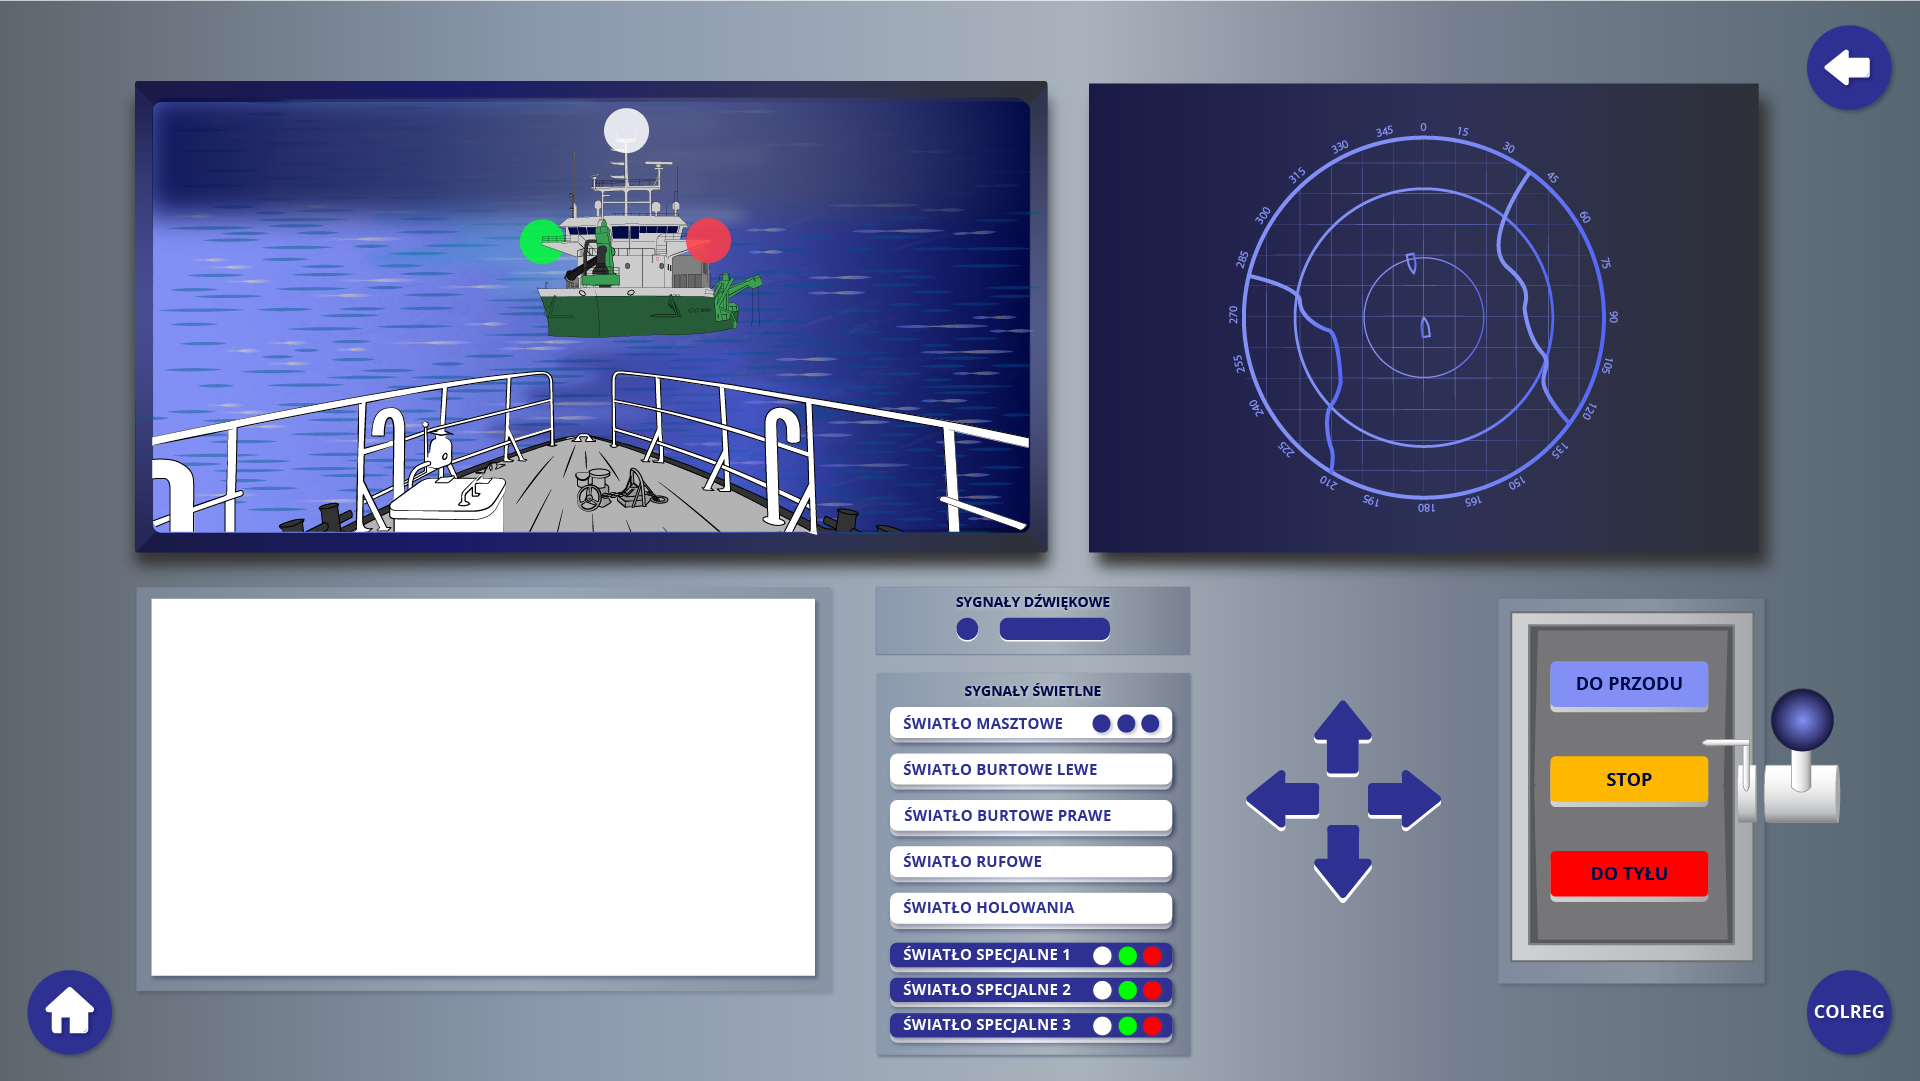 0
15
30
45
60
75
90
105
120
135
150
165
180
195
210
225
240
255
270
285
300
315
330
345
SYGNAŁY DŹWIĘKOWE
SYGNAŁY ŚWIETLNE
ŚWIATŁO MASZTOWE
ŚWIATŁO BURTOWE LEWE
ŚWIATŁO BURTOWE PRAWE
ŚWIATŁO RUFOWE
ŚWIATŁO HOLOWANIA
ŚWIATŁO SPECJALNE 1
ŚWIATŁO SPECJALNE 2
ŚWIATŁO SPECJALNE 3
DO PRZODU
STOP
DO TYŁU
COLREG